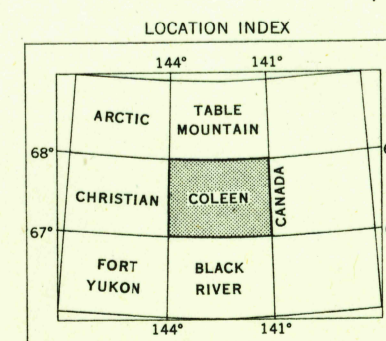 LOCATION INDEX
144° 141°
ARCTIC TABLE
MOUNTAIN
68°
CHRISTIAN COLEEN CANADA
67°
FORT BLACK
YUKON RIVER
144° 141°